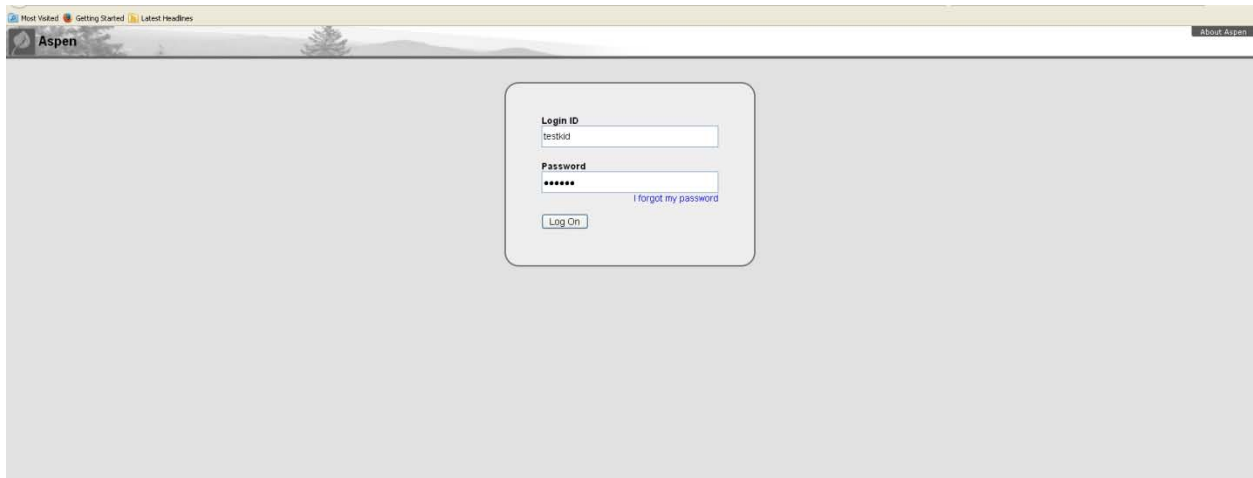 Most Visited Getting Started Latest Headlines
Aspen
About Aspen
Login ID
testkid
Password
••••••
I forgot my password
Log On